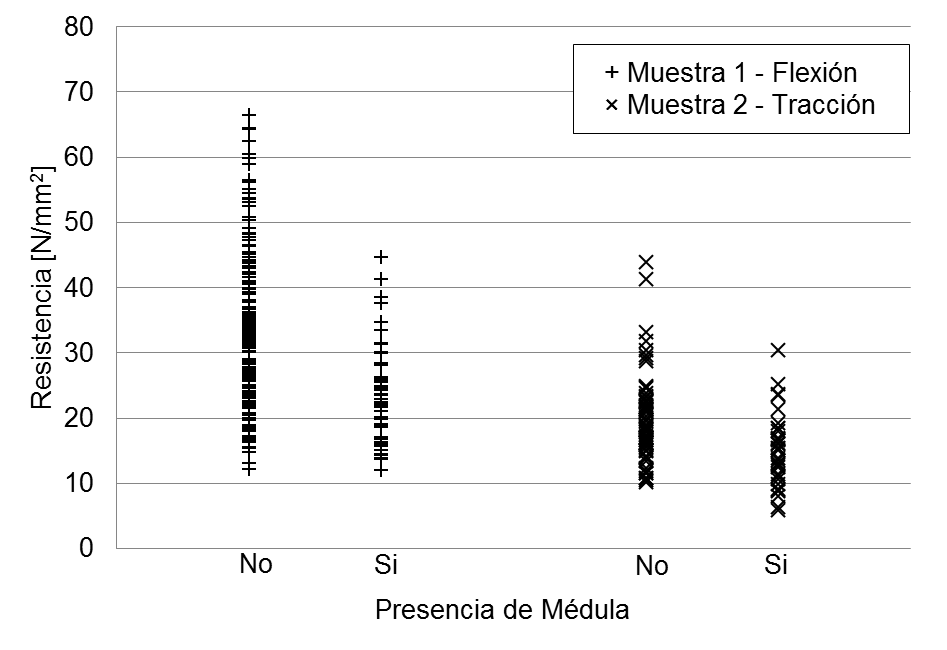 80
70
60
50
40
30
20
10
0
Resistencia [N/mm²]
+ Muestra 1 - Flexión
× Muestra 2 - Tracción
No Si No Si
Presencia de Médula